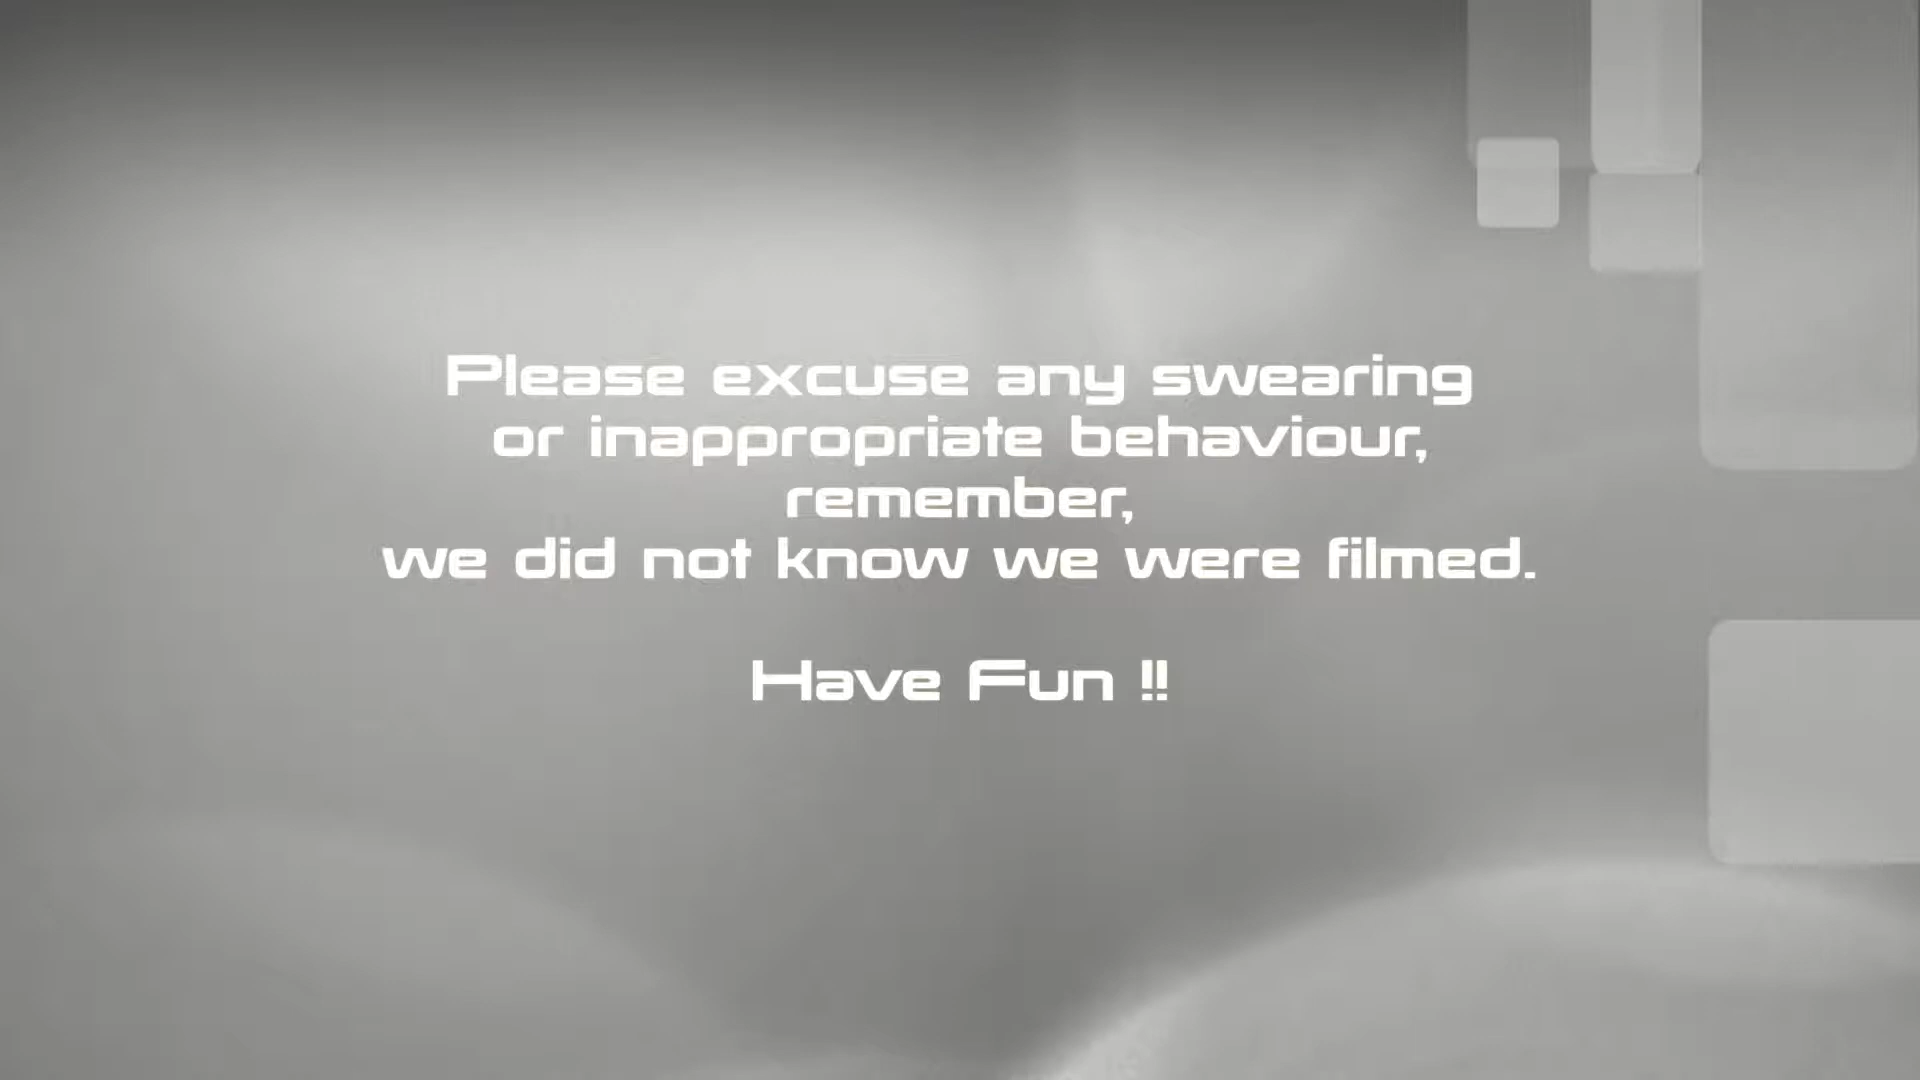 Please excuse any swearing
or inappropriate behaviour,
remember,
we did not know we were filmed.
Have Fun !!